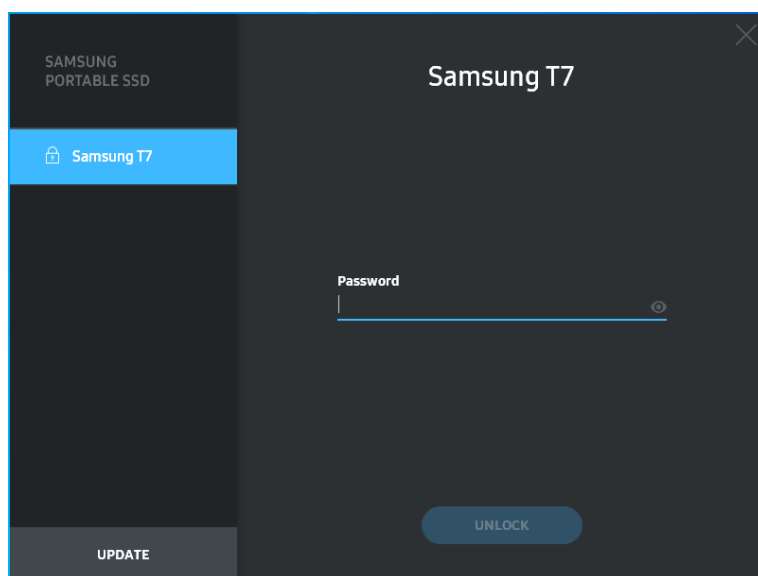 SAMSUNG
PORTABLE SSD
Samsung T7
Samsung T7
Password
UNLOCK
UPDATE